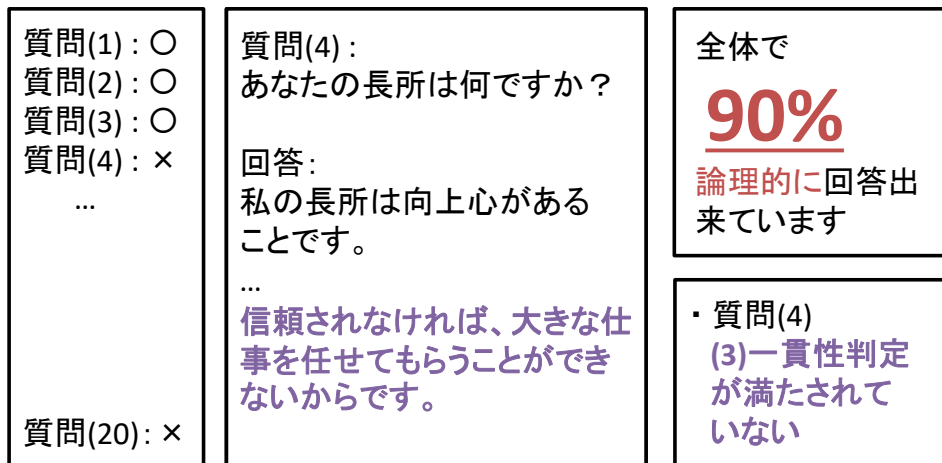 質問(1) : 〇
質問(2) : 〇
質問(3) : 〇
質問(4) : ×
…
質問(20) : ×
質問(4) :
あなたの長所は何ですか？
回答:
私の長所は向上心がある
ことです。
…
信頼されなければ、大きな仕
事を任せてもらうことができ
ないからです。
全体で
90%
論理的に回答出
来ています
・質問(4)
(3)一貫性判定
が満たされて
いない